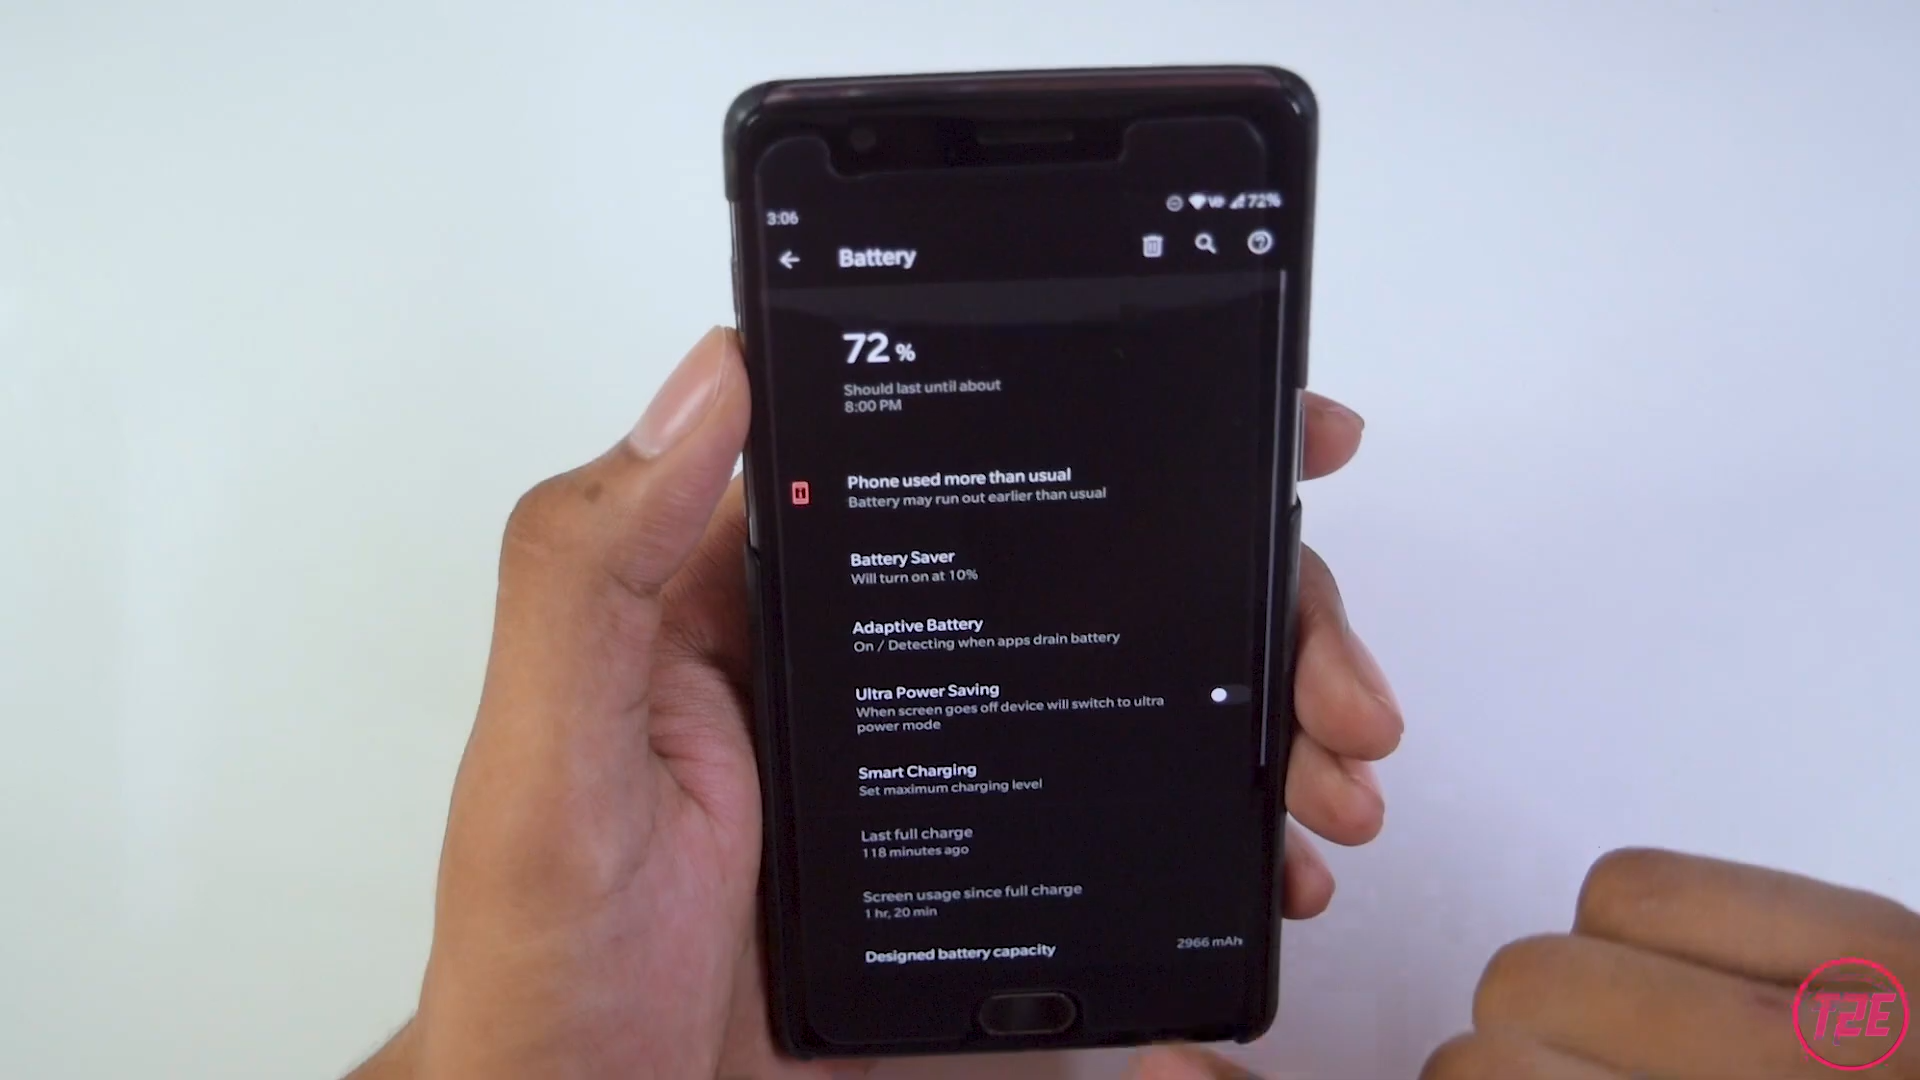 3:06
72%
Battery
72 %
Should last until about
8:00 PM
Phone used more than usual
Battery may run out earlier than usual
Battery Saver
Will turn on at 10%
Adaptive Battery
On / Detecting when apps drain battery
Ultra Power Saving
When screen goes off device will switch to ultra
power mode
Smart Charging
Set maximum charging level
Last full charge
118 minutes ago
Screen usage since full charge
1 hr, 20 min
Designed battery capacity
2966 mAh
T2E